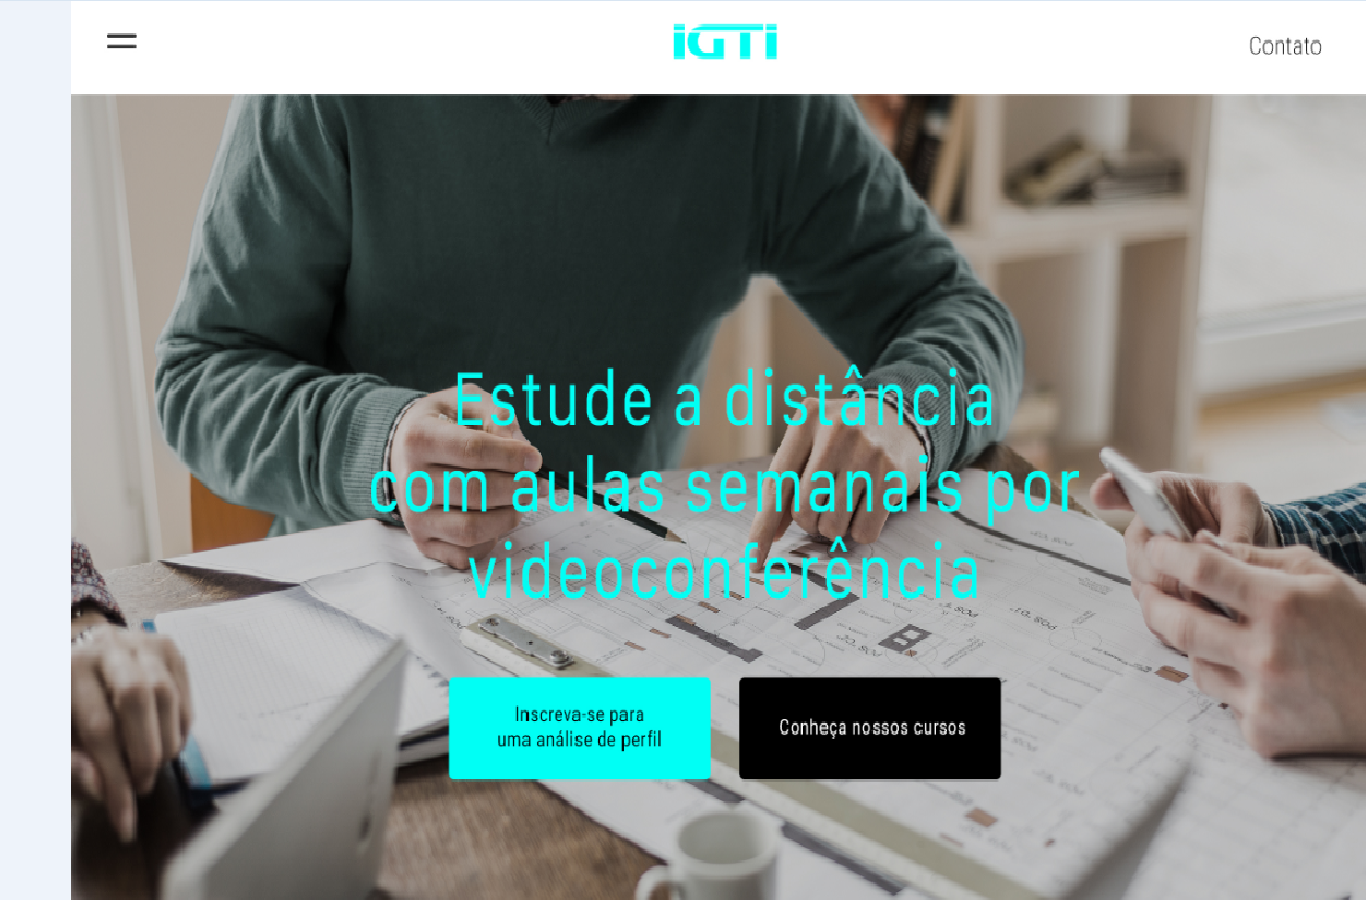 iGTi
Contato
Estude a distância
com aulas semanais por
videoconferência
Inscreva-se para
uma análise de perfil
Conheça nossos cursos